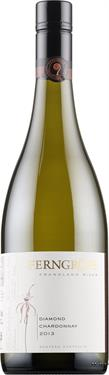 FERNGROVE
FRANKLAND RIVER
DIAMOND
CHARDONNAY
2013
WESTERN AUSTRALIA